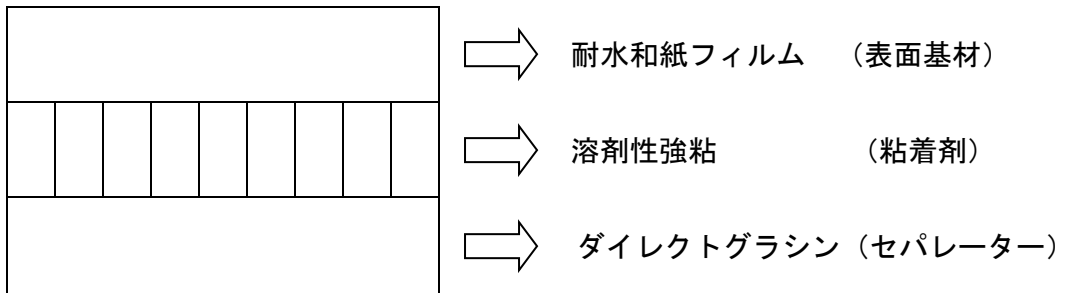 耐水和紙フィルム （表面基材）
溶剤性強粘 （粘着剤）
ダイレクトグラシン（セパレーター）